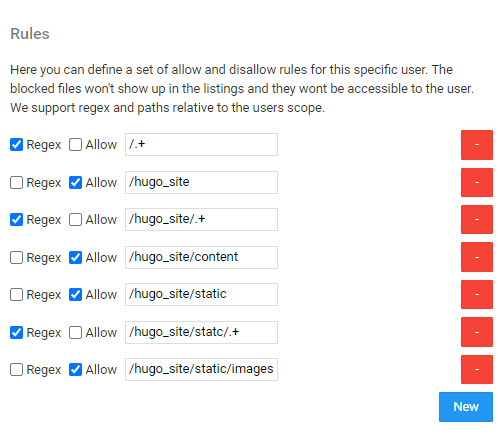 Rules
Here you can define a set of allow and disallow rules for this specific user. The
blocked files won't show up in the listings and they wont be accessible to the user.
We support regex and paths relative to the users scope.
Regex Allow /.+ -
Regex Allow /hugo_site -
Regex Allow /hugo_site/.+ -
Regex Allow /hugo_site/content -
Regex Allow /hugo_site/static -
Regex Allow /hugo_site/statc/.+ -
Regex Allow /hugo_site/static/images -
New